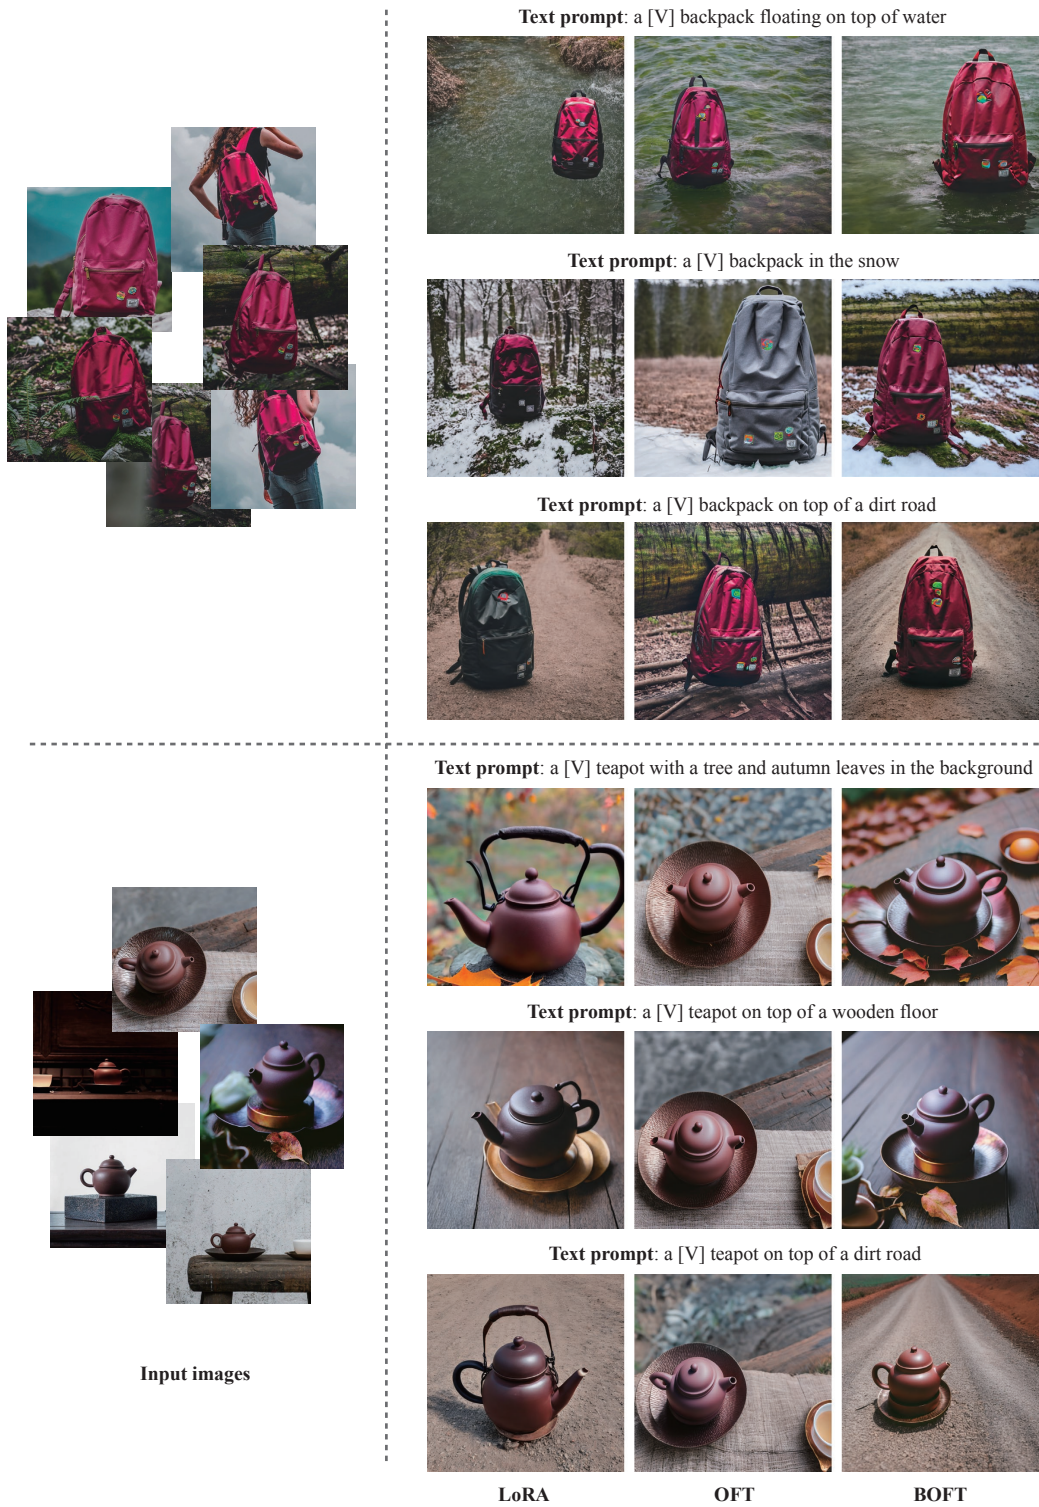 Text prompt: a [V] backpack floating on top of water
Text prompt: a [V] backpack in the snow
Text prompt: a [V] backpack on top of a dirt road
Text prompt: a [V] teapot with a tree and autumn leaves in the background
Text prompt: a [V] teapot on top of a wooden floor
Text prompt: a [V] teapot on top of a dirt road
Input images
LoRA
OFT
BOFT